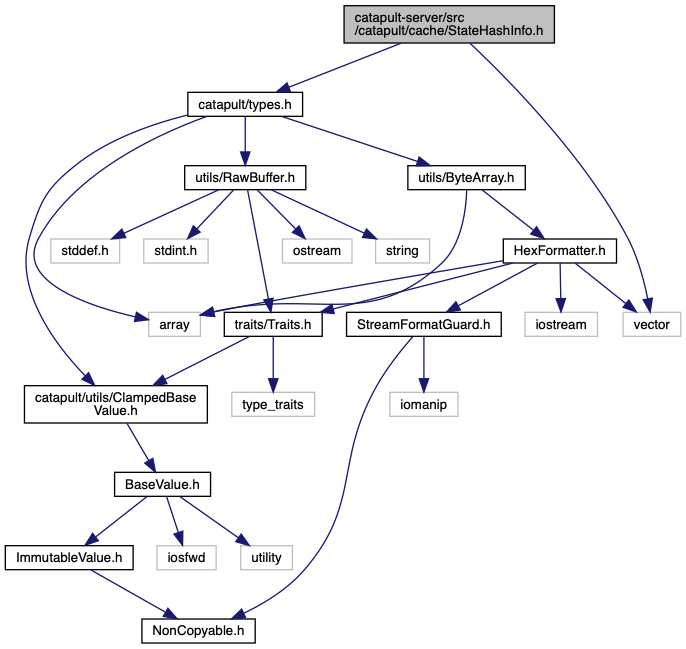 catapult-server/src
/catapult/cache/StateHashInfo.h
catapult/types.h
utils/RawBuffer.h
utils/ByteArray.h
stddef.h
stdint.h
ostream
string
HexFormatter.h
array
traits/Traits.h
StreamFormatGuard.h
iostream
vector
catapult/utils/ClampedBase
Value.h
type_traits
iomanip
BaseValue.h
ImmutableValue.h
iosfwd
utility
NonCopyable.h